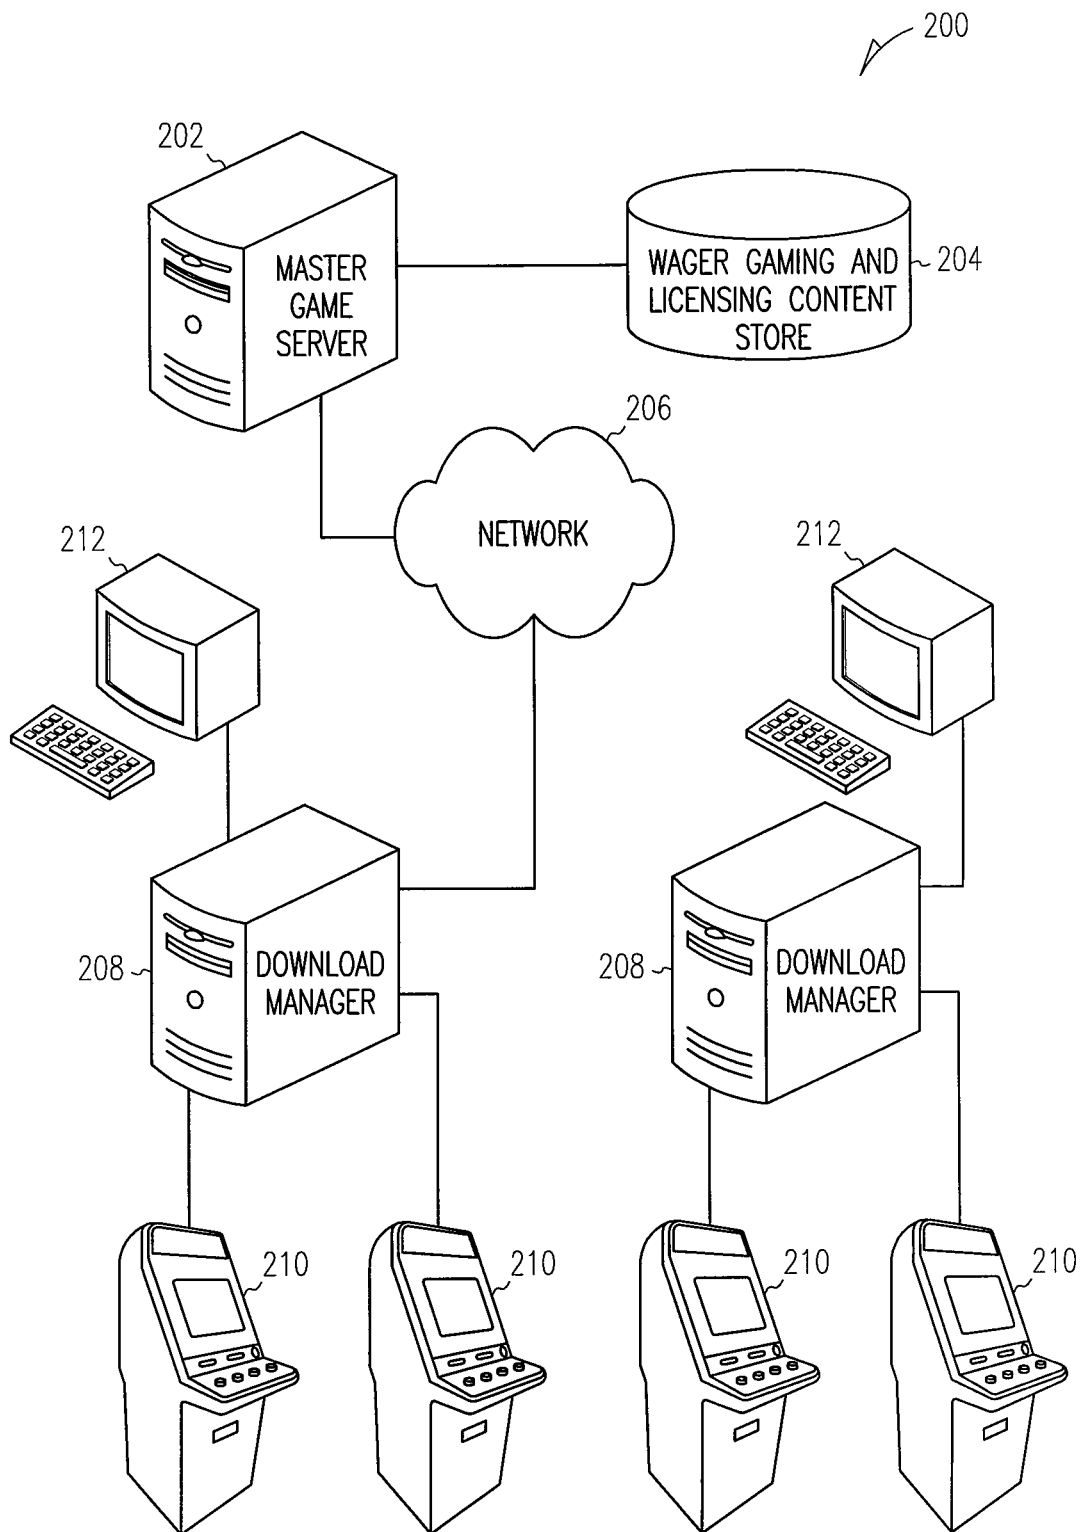 200
202
MASTER
GAME
SERVER
WAGER GAMING AND
LICENSING CONTENT
STORE
204
206
NETWORK
212
212
208
DOWNLOAD
MANAGER
208
DOWNLOAD
MANAGER
210
210
210
210